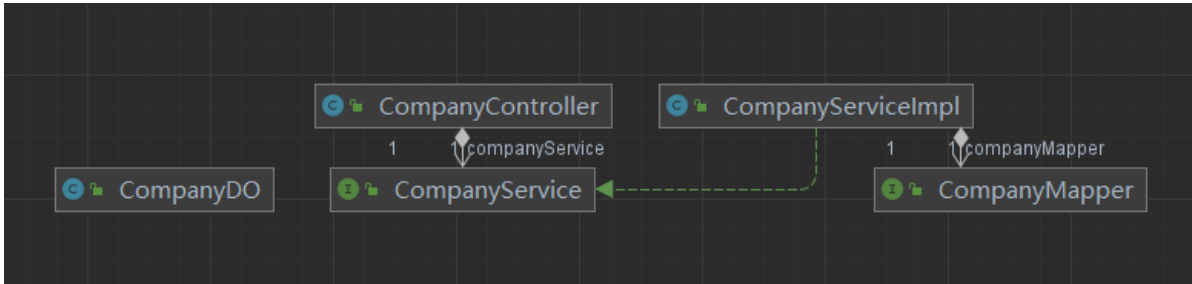 C CompanyController
C CompanyServiceImpl
1
1 companyService
1
1 companyMapper
C CompanyDO
I CompanyService
I CompanyMapper